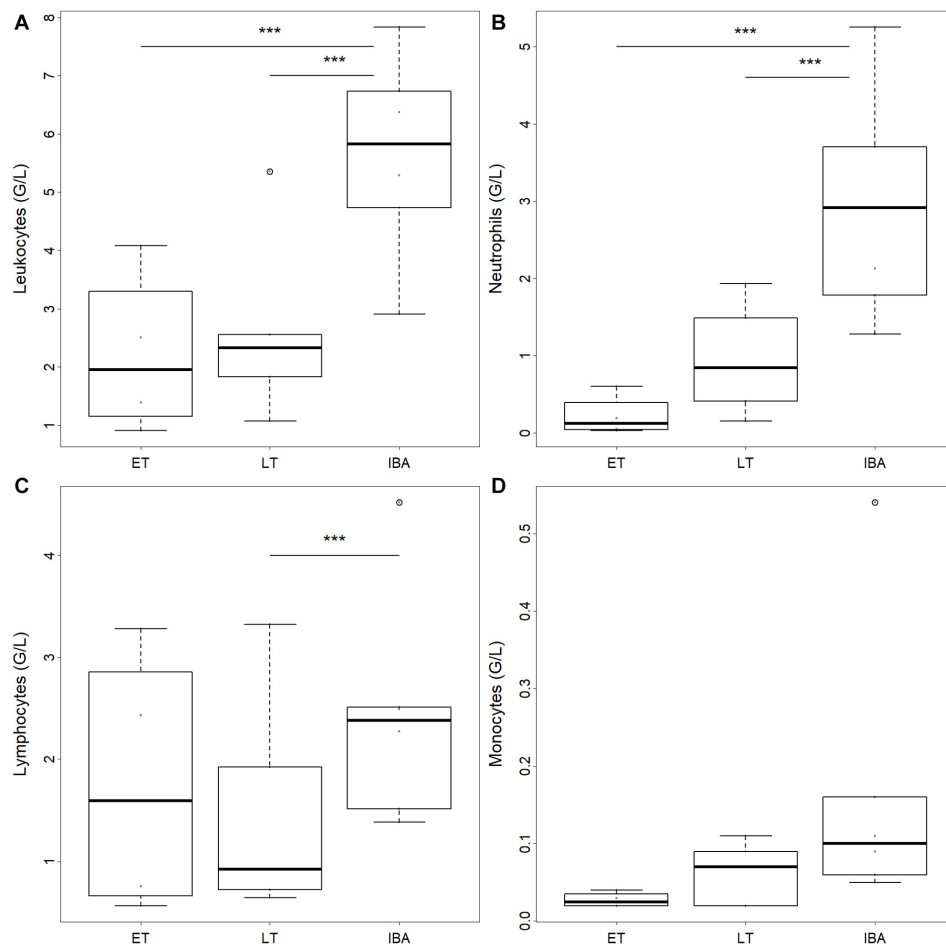 A
Leukocytes (G/L)
8
7
6
5
4
3
2
1
***
***
ET LT IBA
B
Neutrophils (G/L)
5
4
3
2
1
0
***
***
ET LT IBA
C
Lymphocytes (G/L)
4
3
2
1
***
ET LT IBA
D
Monocytes (G/L)
0.5
0.4
0.3
0.2
0.1
0.0
ET LT IBA